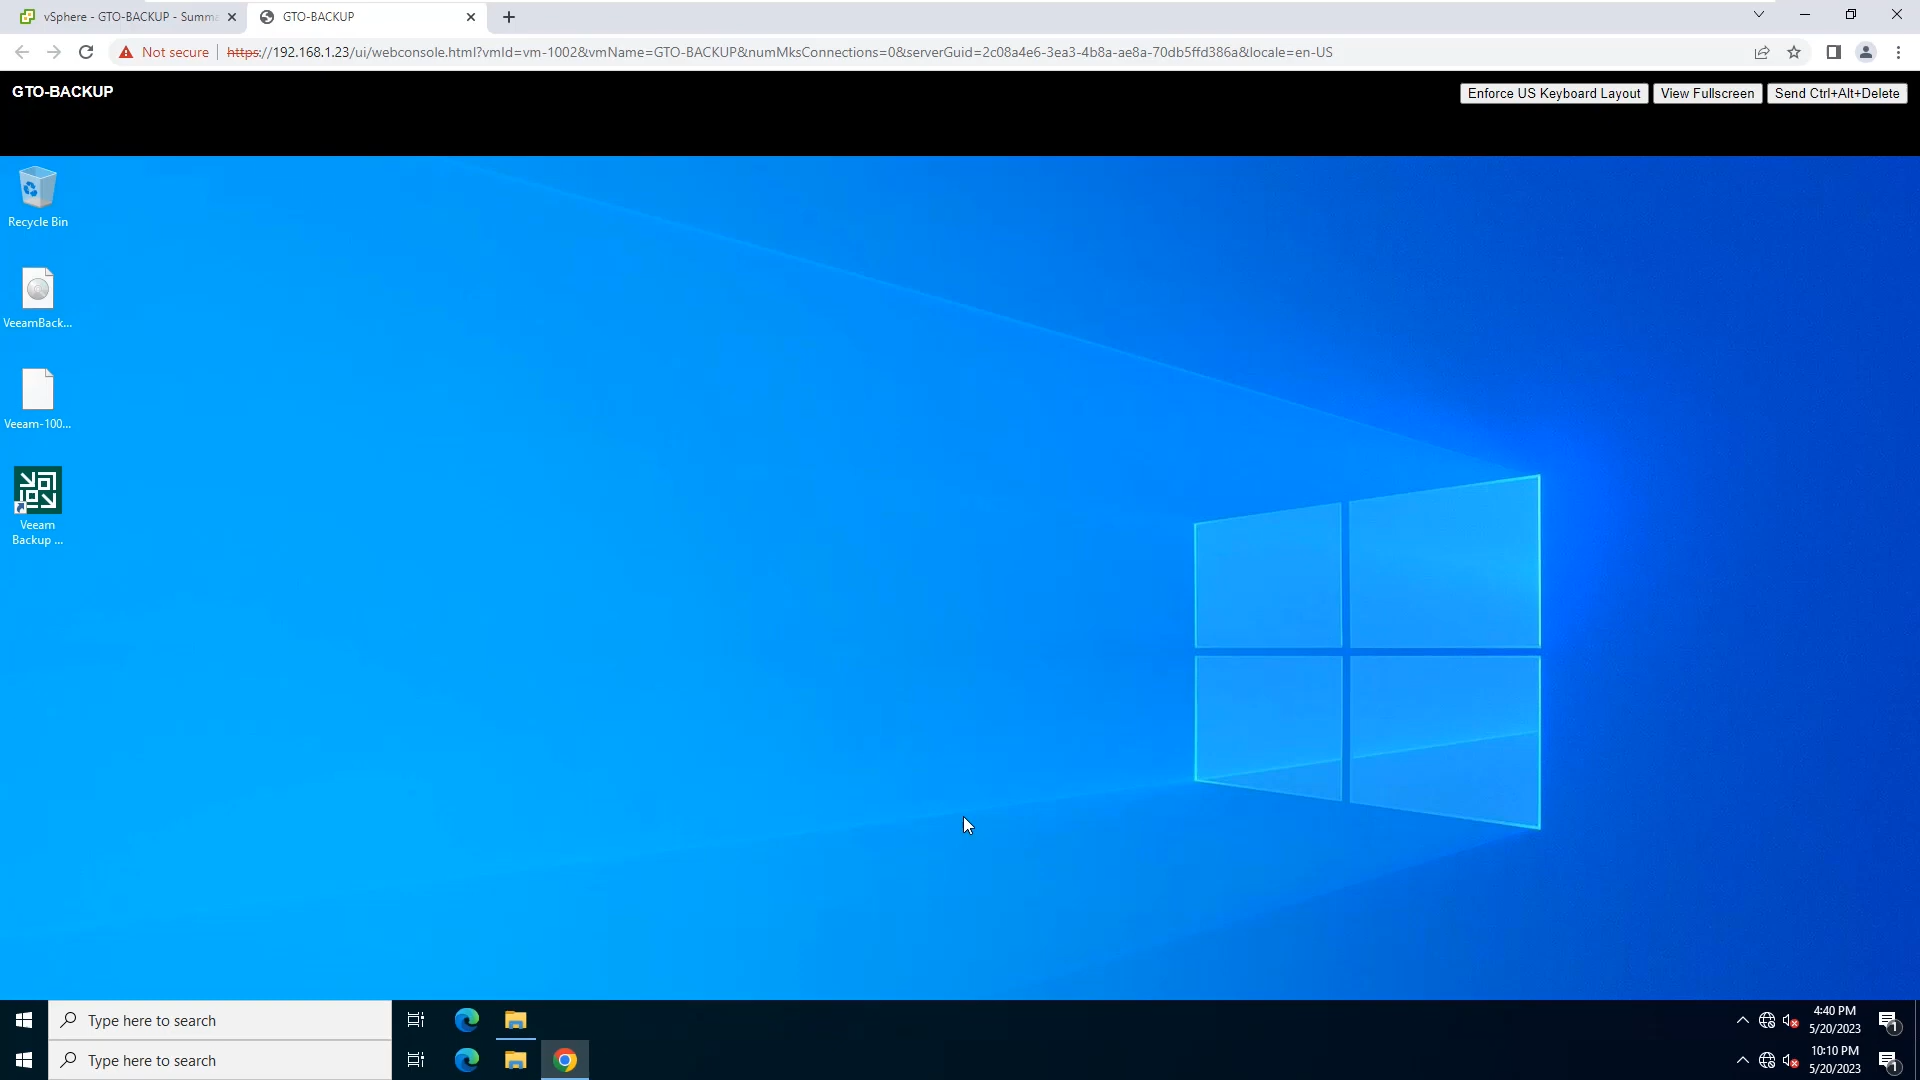 vSphere - GTO-BACKUP - Summa
GTO-BACKUP
Not secure
https://192.168.1.23/ui/webconsole.html?vmId=vm-1002&vmName=GTO-BACKUP&numMksConnections=0&serverGuid=2c08a4e6-3ea3-4b8a-ae8a-70db5ffd386a&locale=en-US
GTO-BACKUP
Enforce US Keyboard Layout
View Fullscreen
Send Ctrl+Alt+Delete
Recycle Bin
VeeamBack...
Veeam-100...
Veeam
Backup ...
Type here to search
4:40 PM
5/20/2023
1
Type here to search
10:10 PM
5/20/2023
1